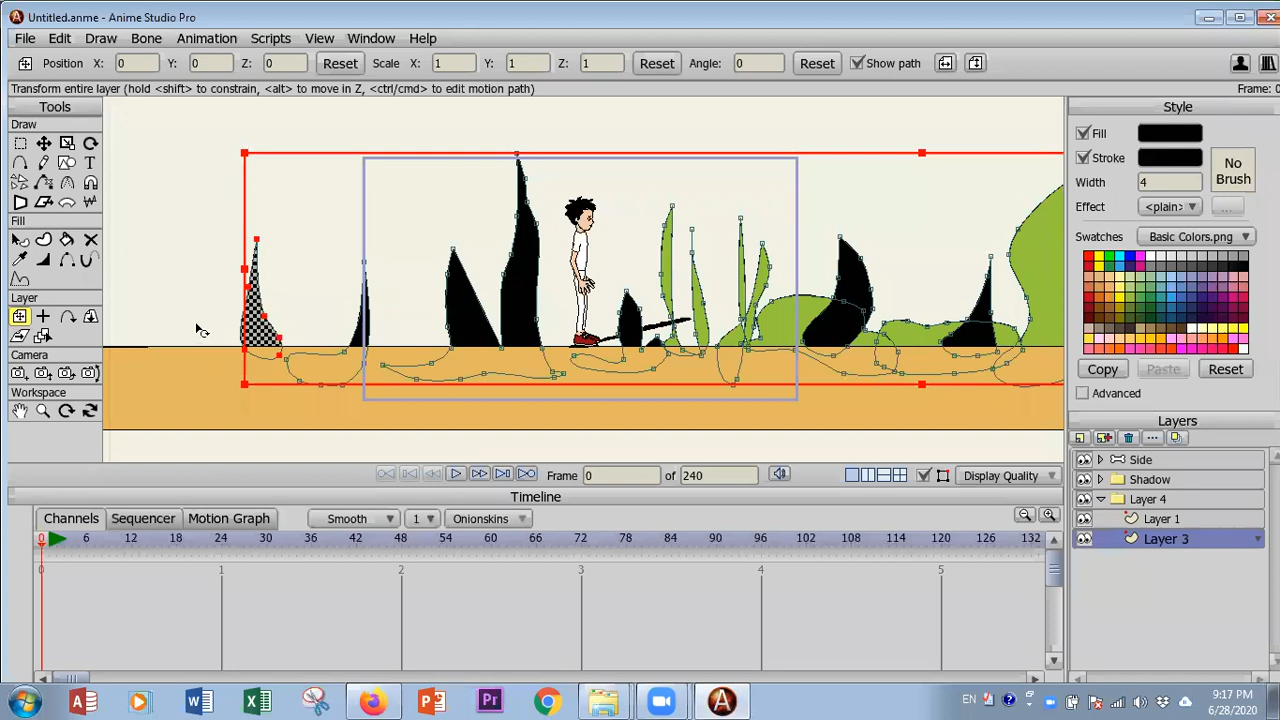 Untitled.anme - Anime Studio Pro
File Edit Draw Bone Animation Scripts View Window Help
Position X: 0 Y: 0 Z: 0 Reset Scale X: 1 Y: 1 Z: 1 Reset Angle: 0 Reset Show path
Transform entire layer (hold <shift> to constrain, <alt> to move in Z, <ctrl/cmd> to edit motion path) Frame: 0
Tools
Draw
T
Fill
Layer
Camera
Workspace
Style
Fill
Stroke
No Brush
Width 4
Effect <plain> ...
Swatches Basic Colors.png
Copy Paste Reset
Advanced
Layers
Side
Shadow
Layer 4
Layer 1
Layer 3
Frame 0 of 240 Display Quality
Timeline
Channels Sequencer Motion Graph Smooth 1 Onionskins
0 6 12 18 24 30 36 42 48 54 60 66 72 78 84 90 96 102 108 114 120 126 132
0 1 2 3 4 5
EN 9:17 PM
6/28/2020